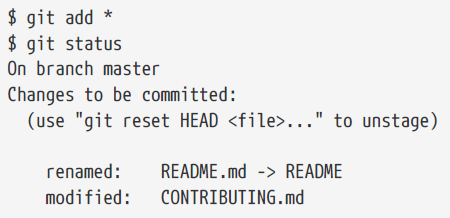 $ git add *
$ git status
On branch master
Changes to be committed:
  (use "git reset HEAD <file>..." to unstage)

    renamed:    README.md -> README
    modified:   CONTRIBUTING.md